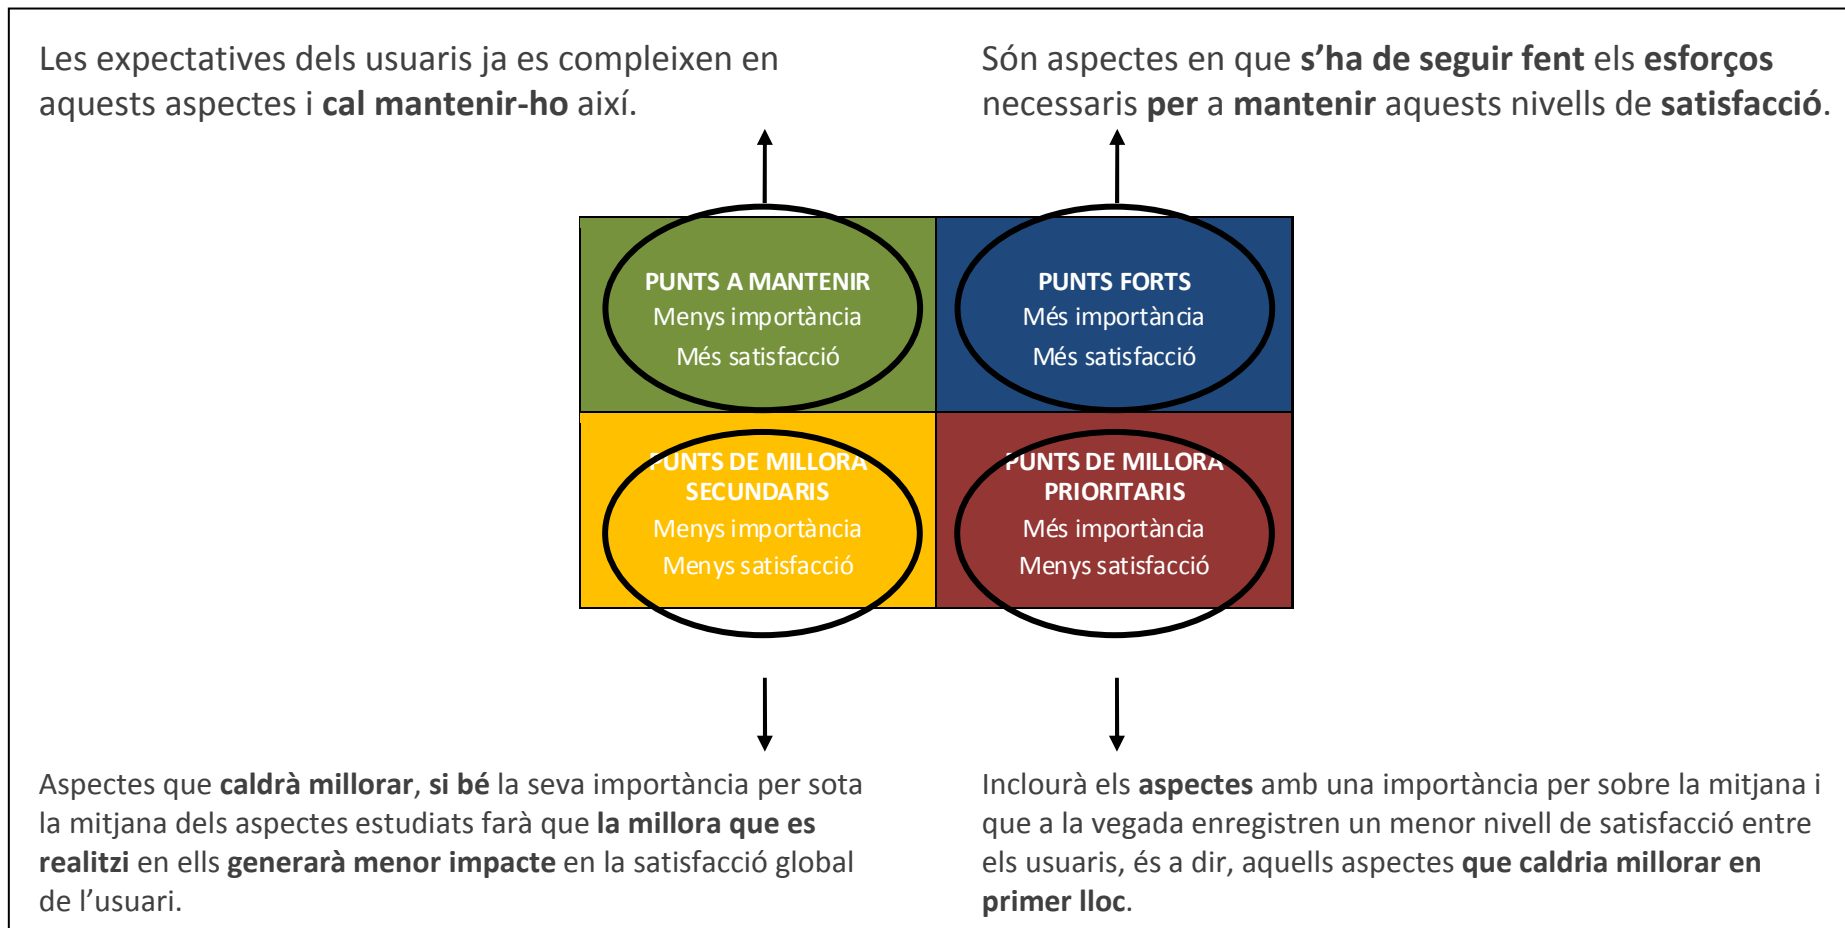 Les expectatives dels usuaris ja es compleixen en
aquests aspectes i cal mantenir-ho així.
Són aspectes en que s’ha de seguir fent els esforços
necessaris per a mantenir aquests nivells de satisfacció.
PUNTS A MANTENIR
Menys importància
Més satisfacció
PUNTS FORTS
Més importància
Més satisfacció
PUNTS DE MILLORA
SECUNDARIS
Menys importància
Menys satisfacció
PUNTS DE MILLORA
PRIORITARIS
Més importància
Menys satisfacció
Aspectes que caldrà millorar, si bé la seva importància per sota
la mitjana dels aspectes estudiats farà que la millora que es
realitzi en ells generarà menor impacte en la satisfacció global
de l’usuari.
Inclourà els aspectes amb una importància per sobre la mitjana i
que a la vegada enregistren un menor nivell de satisfacció entre
els usuaris, és a dir, aquells aspectes que caldria millorar en
primer lloc.